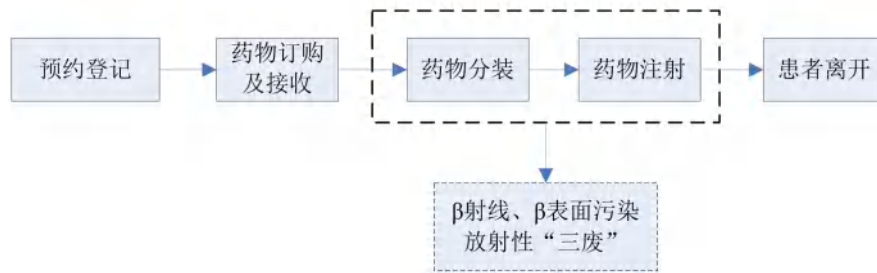 预约登记
药物订购
及接收
药物分装
药物注射
患者离开
β射线、β表面污染
放射性“三废”